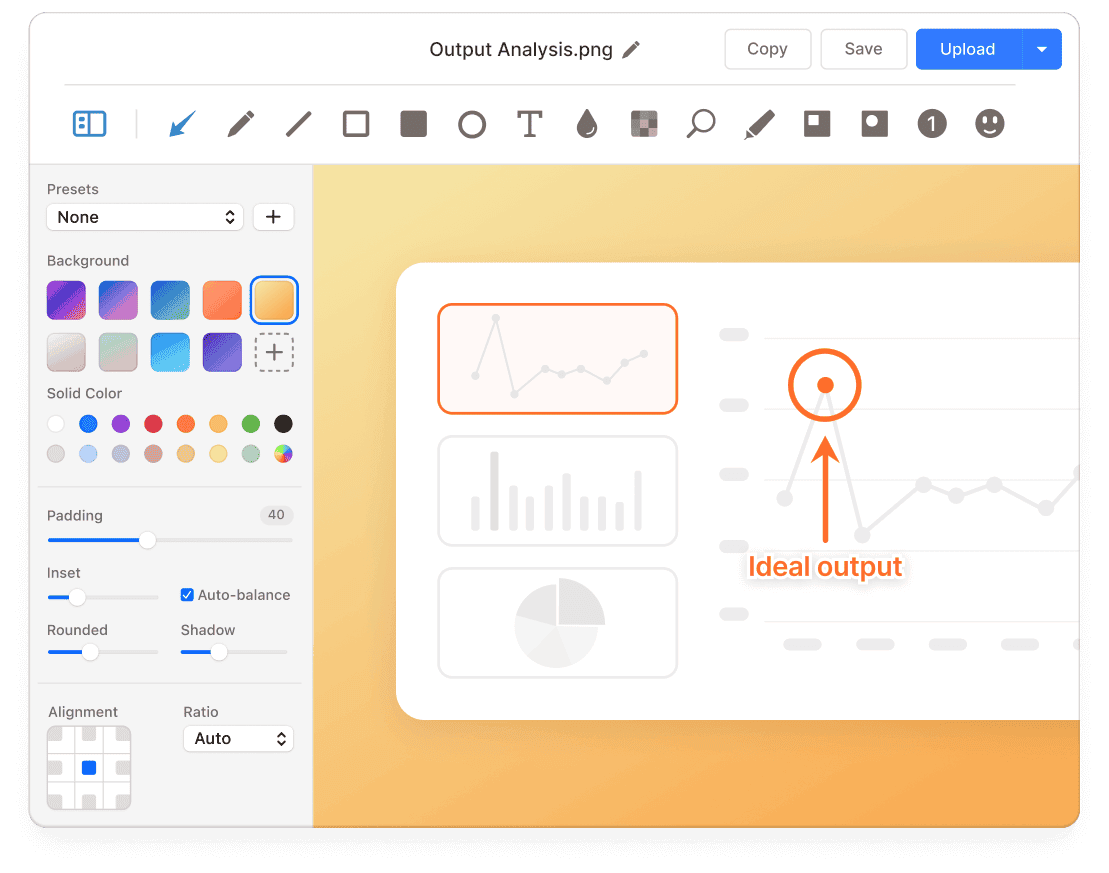 Output Analysis.png
Copy
Save
Upload
T
1
Presets
None
Background
Solid Color
Padding
40
Inset
Auto-balance
Rounded
Shadow
Alignment
Ratio
Auto
Ideal output